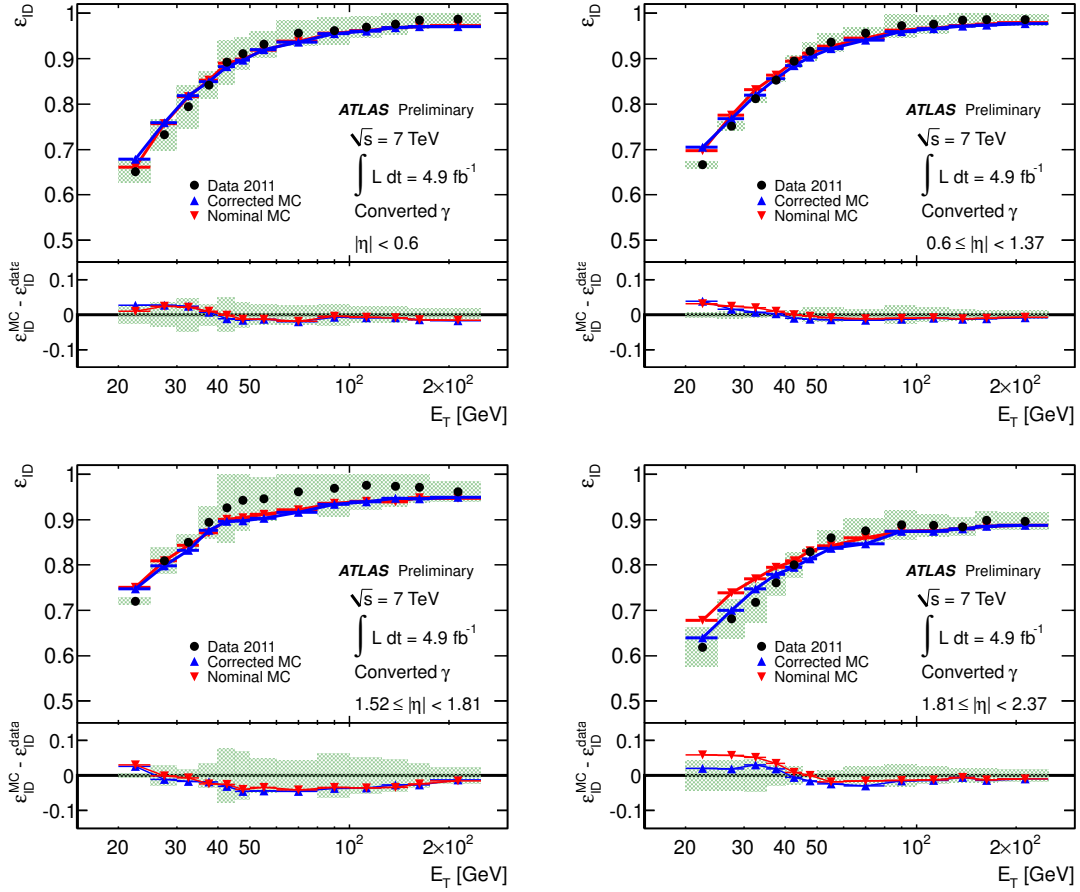 ε_ID
1
0.9
0.8
0.7
0.6
0.5
ATLAS Preliminary
√s = 7 TeV
∫ L dt = 4.9 fb⁻¹
Data 2011
Corrected MC
Nominal MC
Converted γ
|η| < 0.6
ε_ID^MC - ε_ID^data
0.1
0
-0.1
20 30 40 50 10² 2×10²
E_T [GeV]
ε_ID
1
0.9
0.8
0.7
0.6
0.5
ATLAS Preliminary
√s = 7 TeV
∫ L dt = 4.9 fb⁻¹
Data 2011
Corrected MC
Nominal MC
Converted γ
0.6 ≤ |η| < 1.37
ε_ID^MC - ε_ID^data
0.1
0
-0.1
20 30 40 50 10² 2×10²
E_T [GeV]
ε_ID
1
0.9
0.8
0.7
0.6
0.5
ATLAS Preliminary
√s = 7 TeV
∫ L dt = 4.9 fb⁻¹
Data 2011
Corrected MC
Nominal MC
Converted γ
1.52 ≤ |η| < 1.81
ε_ID^MC - ε_ID^data
0.1
0
-0.1
20 30 40 50 10² 2×10²
E_T [GeV]
ε_ID
1
0.9
0.8
0.7
0.6
0.5
ATLAS Preliminary
√s = 7 TeV
∫ L dt = 4.9 fb⁻¹
Data 2011
Corrected MC
Nominal MC
Converted γ
1.81 ≤ |η| < 2.37
ε_ID^MC - ε_ID^data
0.1
0
-0.1
20 30 40 50 10² 2×10²
E_T [GeV]